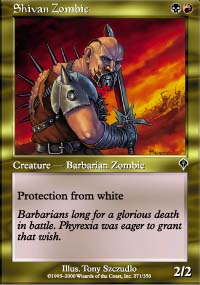 Shivan Zombie
Creature — Barbarian Zombie
Protection from white
Barbarians long for a glorious death
in battle. Phyrexia was eager to grant
that wish.
Illus. Tony Szczudlo
©1993-2000 Wizards of the Coast, Inc. 271/350
2/2